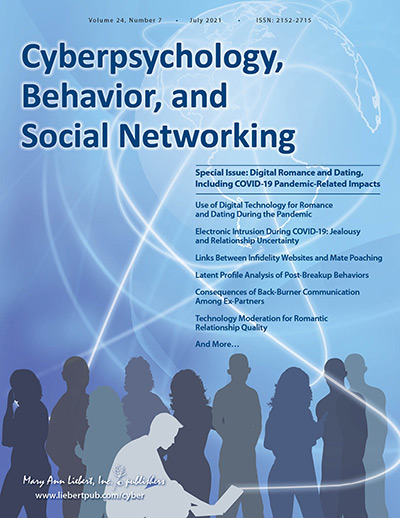 Volume 24, Number 7 • July 2021 • ISSN: 2152-2715
Cyberpsychology,
Behavior, and
Social Networking
Special Issue: Digital Romance and Dating,
Including COVID-19 Pandemic-Related Impacts
Use of Digital Technology for Romance
and Dating During the Pandemic
Electronic Intrusion During COVID-19: Jealousy
and Relationship Uncertainty
Links Between Infidelity Websites and Mate Poaching
Latent Profile Analysis of Post-Breakup Behaviors
Consequences of Back-Burner Communication
Among Ex-Partners
Technology Moderation for Romantic
Relationship Quality
And More...
Mary Ann Liebert, Inc. publishers
www.liebertpub.com/cyber